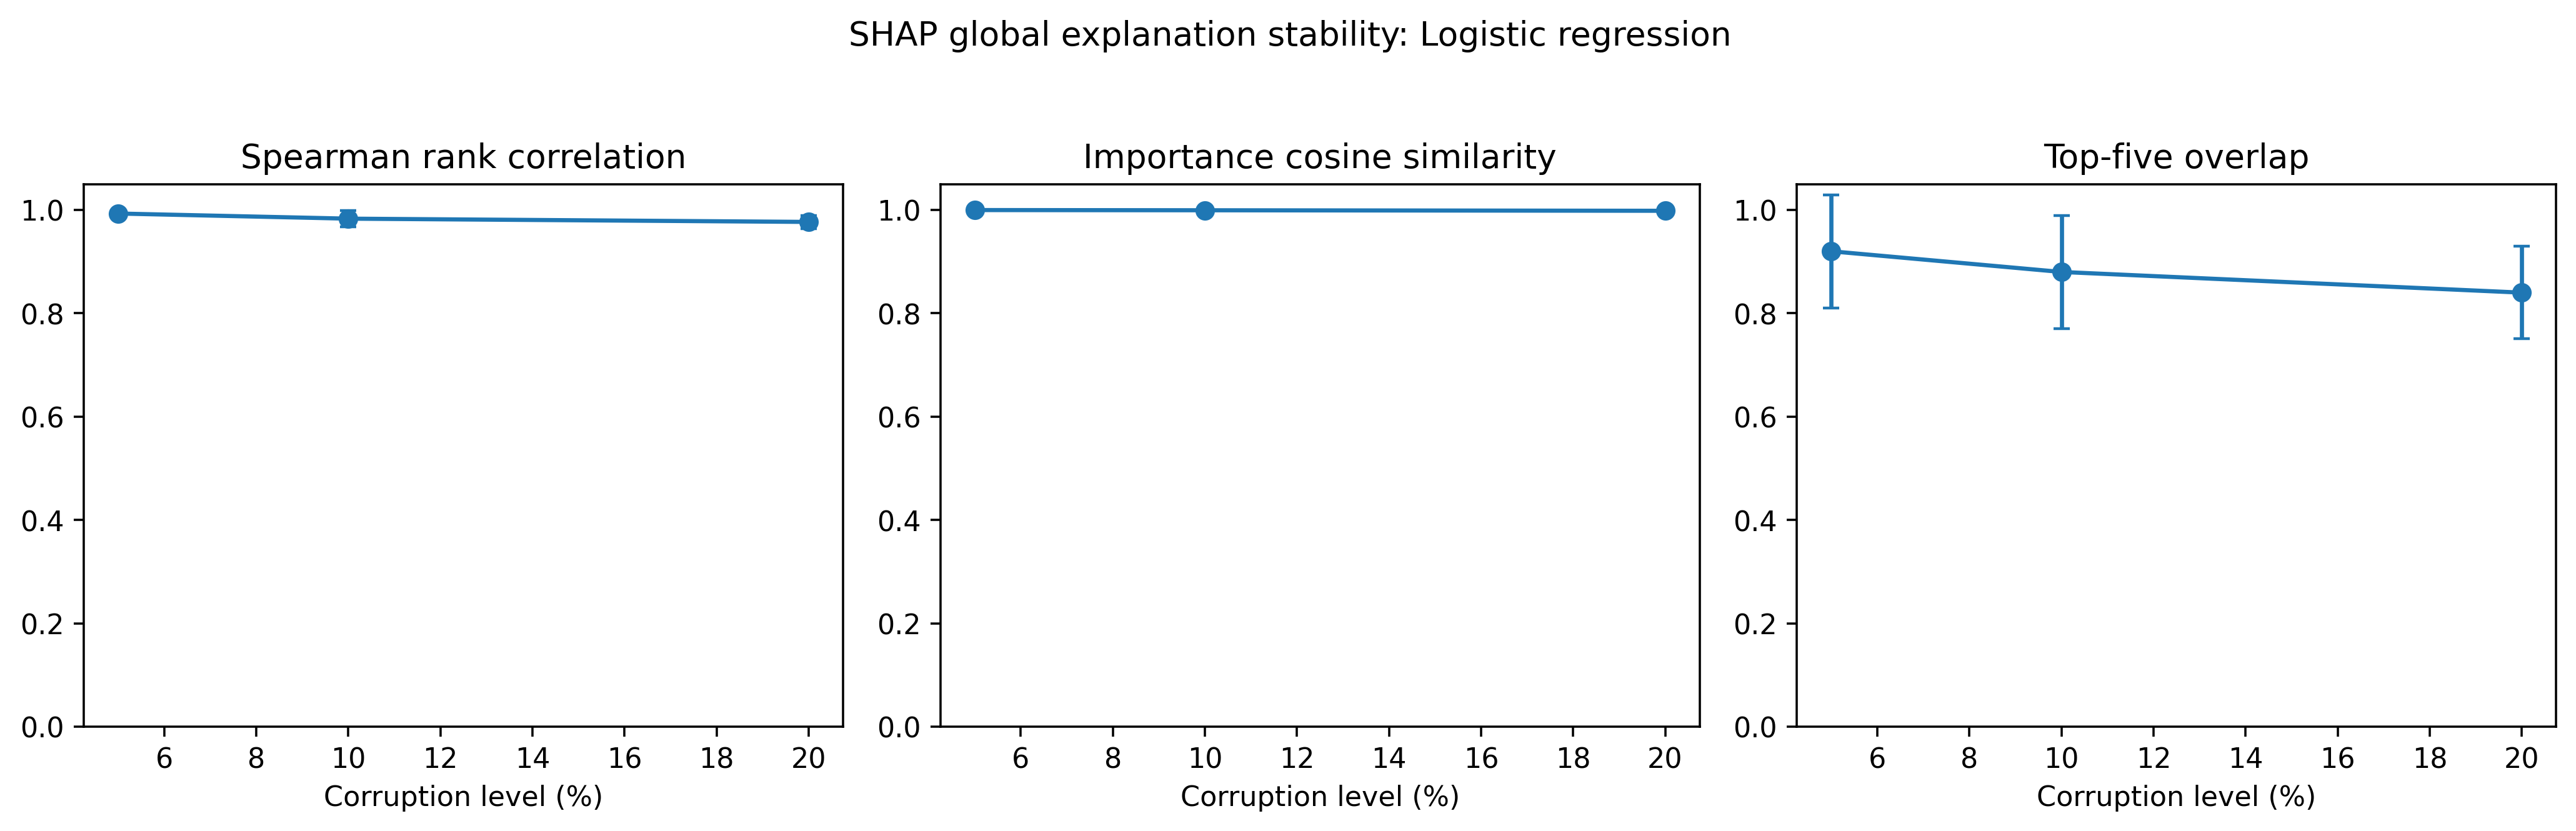 SHAP global explanation stability: Logistic regression
Spearman rank correlation
1.0
0.8
0.6
0.4
0.2
0.0
6 8 10 12 14 16 18 20
Corruption level (%)
Importance cosine similarity
1.0
0.8
0.6
0.4
0.2
0.0
6 8 10 12 14 16 18 20
Corruption level (%)
Top-five overlap
1.0
0.8
0.6
0.4
0.2
0.0
6 8 10 12 14 16 18 20
Corruption level (%)